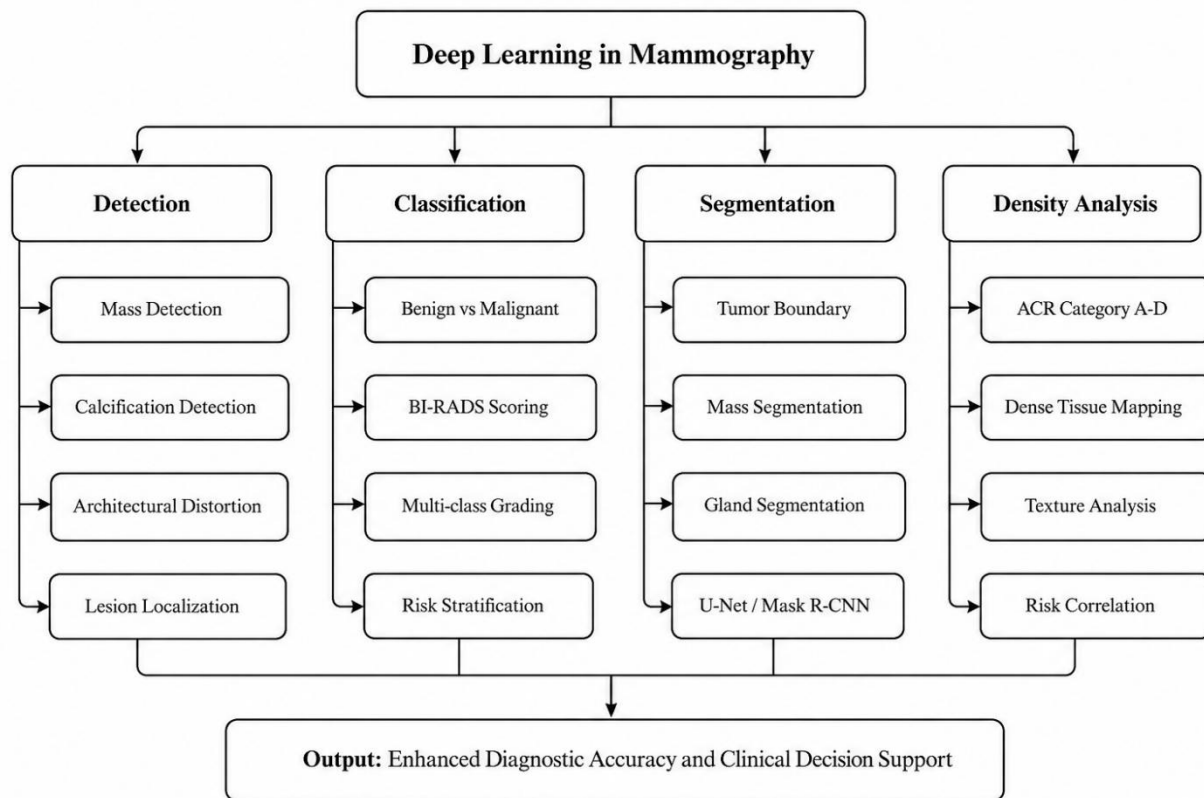 Deep Learning in Mammography
Detection
Classification
Segmentation
Density Analysis
Mass Detection
Benign vs Malignant
Tumor Boundary
ACR Category A-D
Calcification Detection
BI-RADS Scoring
Mass Segmentation
Dense Tissue Mapping
Architectural Distortion
Multi-class Grading
Gland Segmentation
Texture Analysis
Lesion Localization
Risk Stratification
U-Net / Mask R-CNN
Risk Correlation
Output: Enhanced Diagnostic Accuracy and Clinical Decision Support